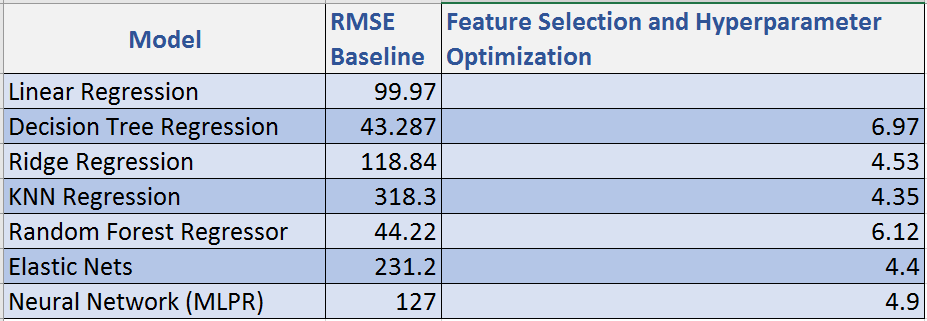 Model RMSE Baseline Feature Selection and Hyperparameter Optimization
Linear Regression 99.97
Decision Tree Regression 43.287 6.97
Ridge Regression 118.84 4.53
KNN Regression 318.3 4.35
Random Forest Regressor 44.22 6.12
Elastic Nets 231.2 4.4
Neural Network (MLPR) 127 4.9